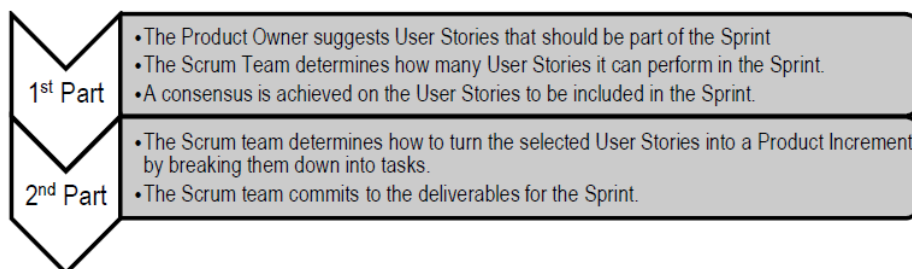 1st Part
•The Product Owner suggests User Stories that should be part of the Sprint
•The Scrum Team determines how many User Stories it can perform in the Sprint.
•A consensus is achieved on the User Stories to be included in the Sprint.
2nd Part
•The Scrum team determines how to turn the selected User Stories into a Product Increment
by breaking them down into tasks.
•The Scrum team commits to the deliverables for the Sprint.